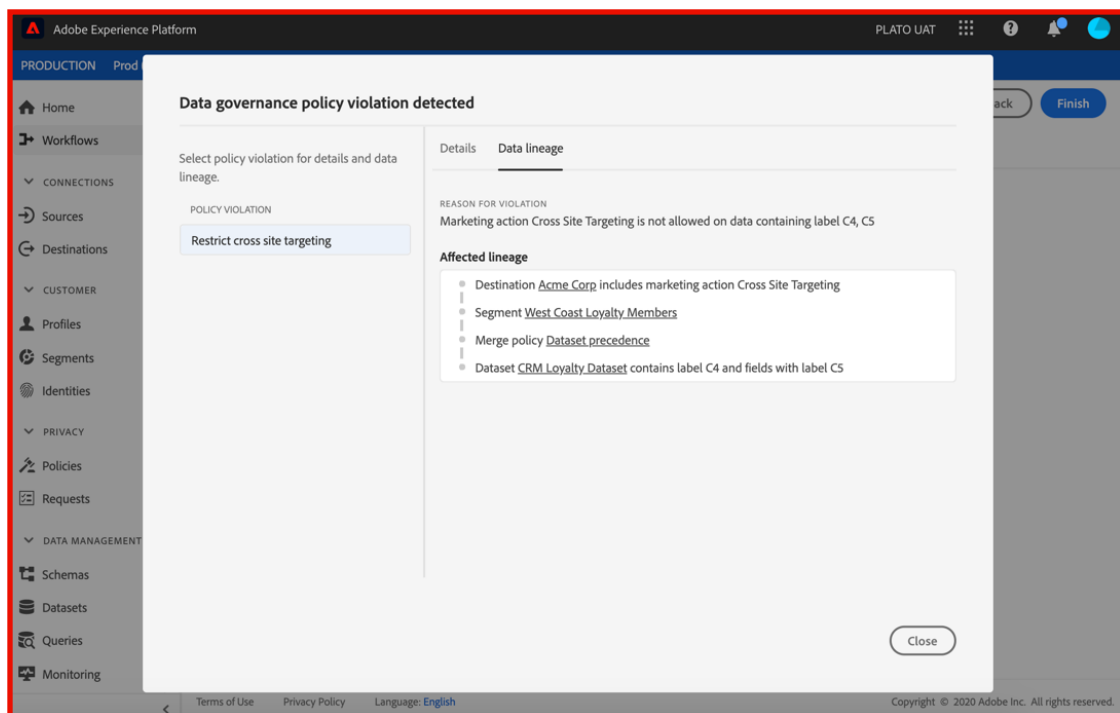 Adobe Experience Platform
PLATO UAT
PRODUCTION Prod
Home
Workflows
CONNECTIONS
Sources
Destinations
CUSTOMER
Profiles
Segments
Identities
PRIVACY
Policies
Requests
DATA MANAGEMENT
Schemas
Datasets
Queries
Monitoring
ack
Finish
Data governance policy violation detected
Select policy violation for details and data
lineage.
POLICY VIOLATION
Restrict cross site targeting
Details Data lineage
REASON FOR VIOLATION
Marketing action Cross Site Targeting is not allowed on data containing label C4, C5
Affected lineage
Destination Acme Corp includes marketing action Cross Site Targeting
Segment West Coast Loyalty Members
Merge policy Dataset precedence
Dataset CRM Loyalty Dataset contains label C4 and fields with label C5
Close
Terms of Use Privacy Policy Language: English
Copyright © 2020 Adobe Inc. All rights reserved.